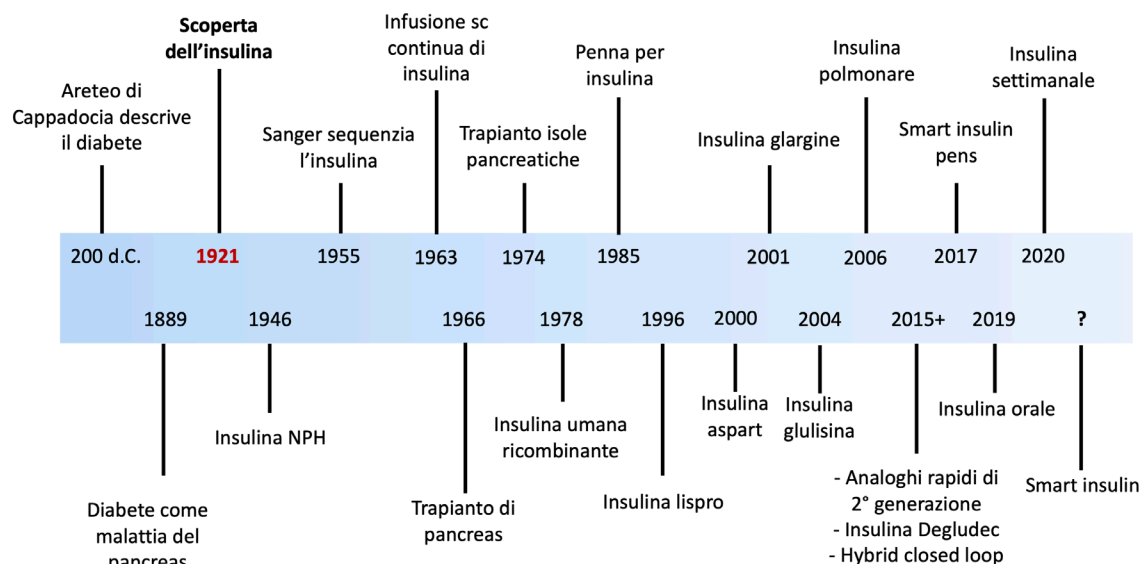 Areteo di
Cappadocia descrive
il diabete
Scoperta
dell'insulina
Sanger sequenzia
l'insulina
Infusione sc
continua di
insulina
Trapianto isole
pancreatiche
Penna per
insulina
Insulina glargine
Insulina
polmonare
Smart insulin
pens
Insulina
settimanale
200 d.C. 1921 1955 1963 1974 1985 2001 2006 2017 2020
1889 1946 1966 1978 1996 2000 2004 2015+ 2019 ?
Diabete come
malattia del
pancreas
Insulina NPH
Trapianto di
pancreas
Insulina umana
ricombinante
Insulina lispro
Insulina
aspart
Insulina
glulisina
- Analoghi rapidi di
2° generazione
- Insulina Degludec
- Hybrid closed loop
Insulina orale
Smart insulin